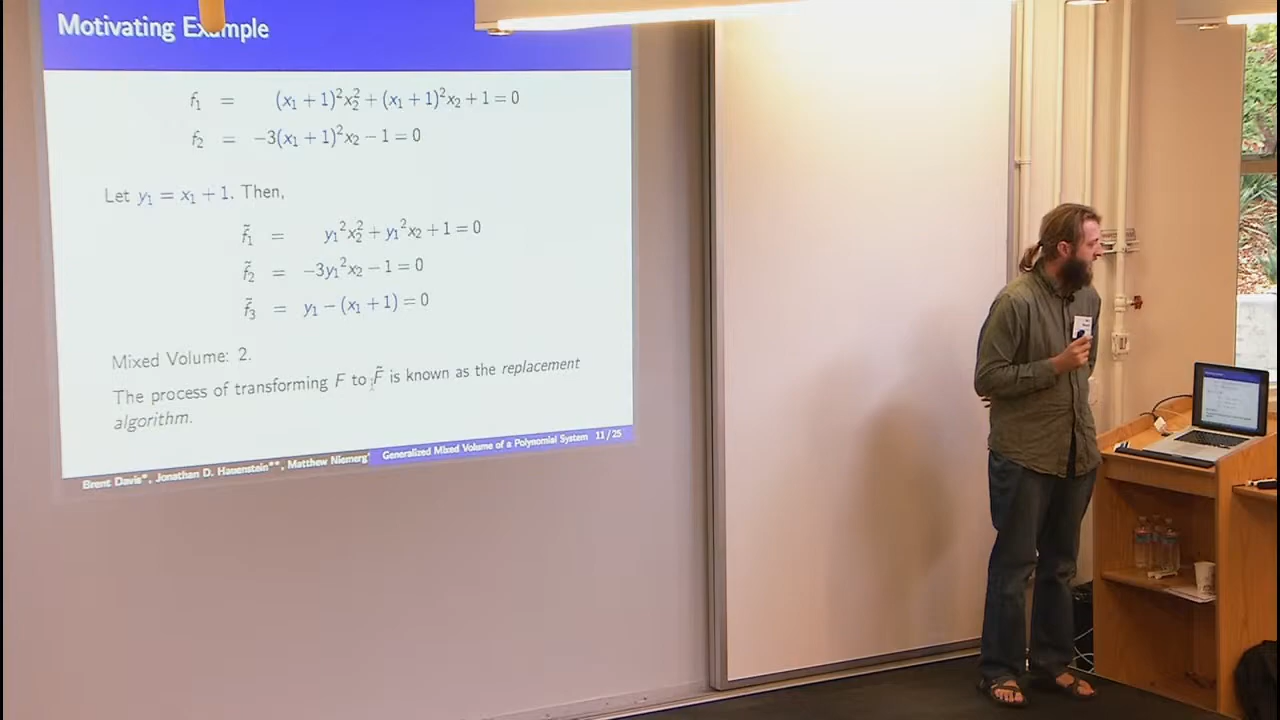 Motivating Example
f₁ = (x₁ + 1)²x₂² + (x₁ + 1)²x₂ + 1 = 0
f₂ = −3(x₁ + 1)²x₂ − 1 = 0
Let y₁ = x₁ + 1. Then,
f̃₁ = y₁²x₂² + y₁²x₂ + 1 = 0
f̃₂ = −3y₁²x₂ − 1 = 0
f̃₃ = y₁ − (x₁ + 1) = 0
Mixed Volume: 2.
The process of transforming F to F̃ is known as the replacement
algorithm.
Brent Davis*, Jonathan D. Hauenstein**, Matthew Niemerg* Generalized Mixed Volume of a Polynomial System 11/25